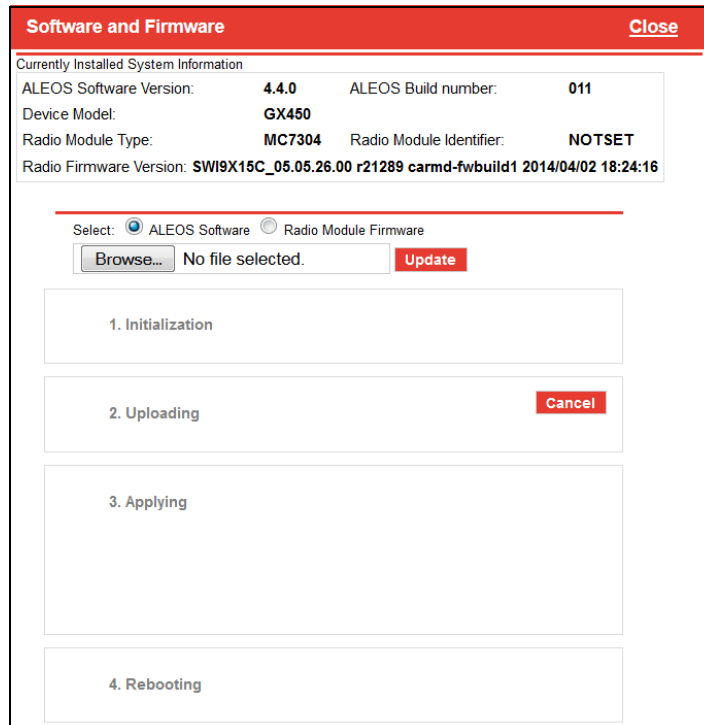 Software and Firmware Close
Currently Installed System Information
ALEOS Software Version: 4.4.0 ALEOS Build number: 011
Device Model: GX450
Radio Module Type: MC7304 Radio Module Identifier: NOTSET
Radio Firmware Version: SWI9X15C_05.05.26.00 r21289 carmd-fwbuild1 2014/04/02 18:24:16
Select: ALEOS Software Radio Module Firmware
Browse... No file selected. Update
1. Initialization
Cancel
2. Uploading
3. Applying
4. Rebooting